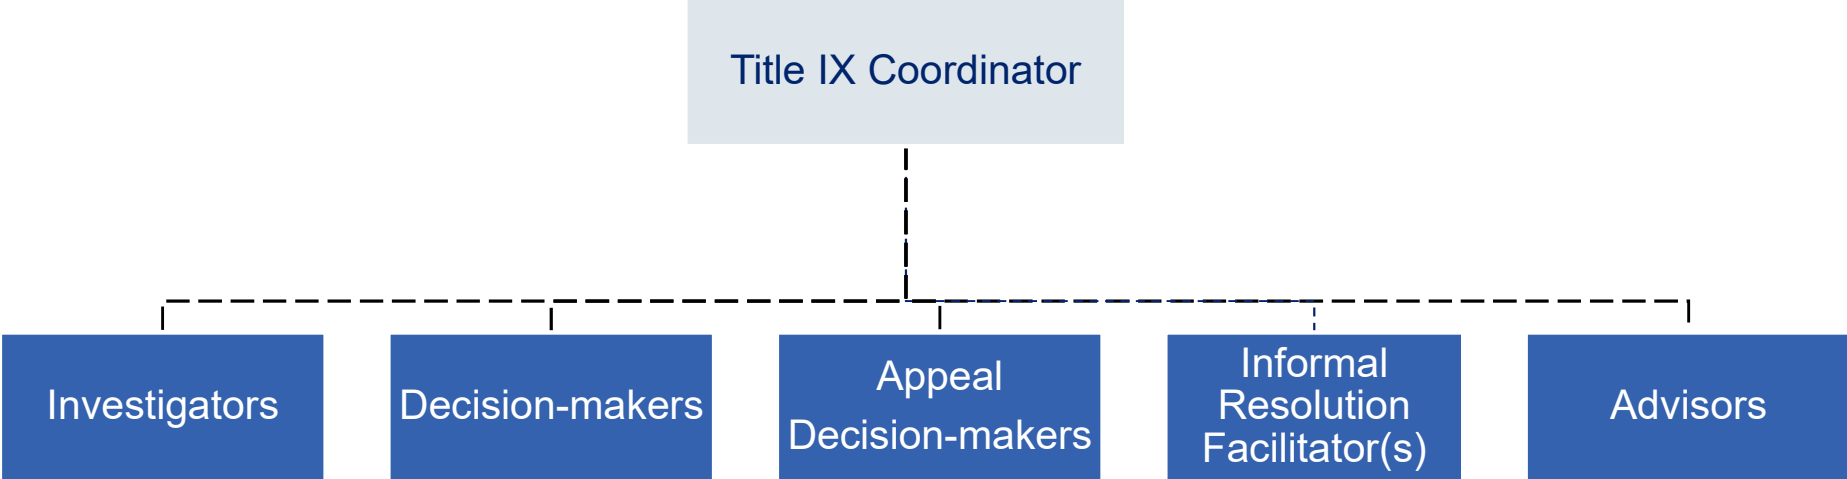 Title IX Coordinator
Investigators
Decision-makers
Appeal
Decision-makers
Informal
Resolution
Facilitator(s)
Advisors